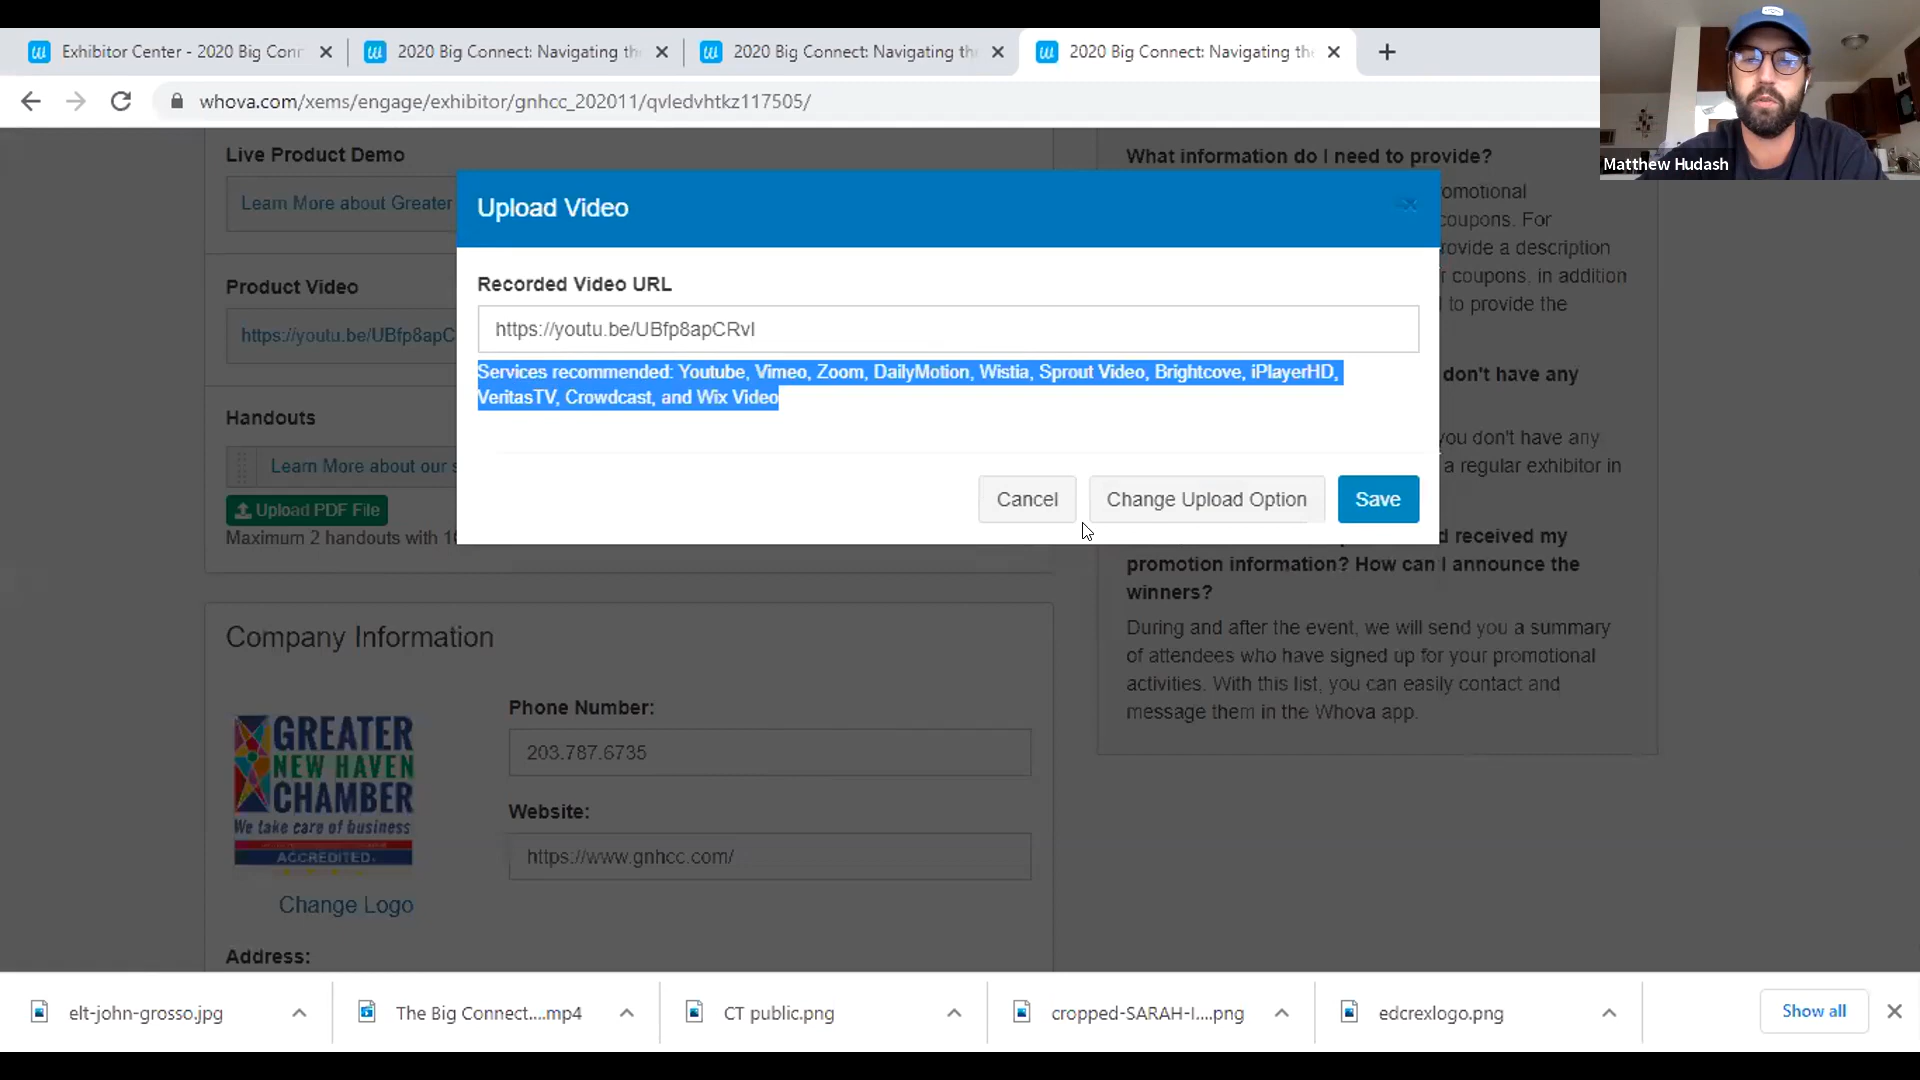 Exhibitor Center - 2020 Big Conn
2020 Big Connect: Navigating the
2020 Big Connect: Navigating the
2020 Big Connect: Navigating the
whova.com/xems/engage/exhibitor/gnhcc_202011/qvledvhtkz117505/
Matthew Hudash
Live Product Demo
Learn More about Greater
Product Video
https://youtu.be/UBfp8apC
Handouts
Learn More about our s
Upload PDF File
Maximum 2 handouts with 1
Upload Video
Recorded Video URL
https://youtu.be/UBfp8apCRvI
Services recommended: Youtube, Vimeo, Zoom, DailyMotion, Wistia, Sprout Video, Brightcove, iPlayerHD,
VeritasTV, Crowdcast, and Wix Video
Cancel
Change Upload Option
Save
What information do I need to provide?
omotional
coupons. For
rovide a description
r coupons, in addition
l to provide the
don't have any
you don't have any
a regular exhibitor in
d received my
promotion information? How can I announce the
winners?
During and after the event, we will send you a summary
of attendees who have signed up for your promotional
activities. With this list, you can easily contact and
message them in the Whova app.
Company Information
GREATER
NEW HAVEN
CHAMBER
We take care of business
ACCREDITED
Change Logo
Phone Number:
203.787.6735
Website:
https://www.gnhcc.com/
Address:
elt-john-grosso.jpg
The Big Connect....mp4
CT public.png
cropped-SARAH-I....png
edcrexlogo.png
Show all